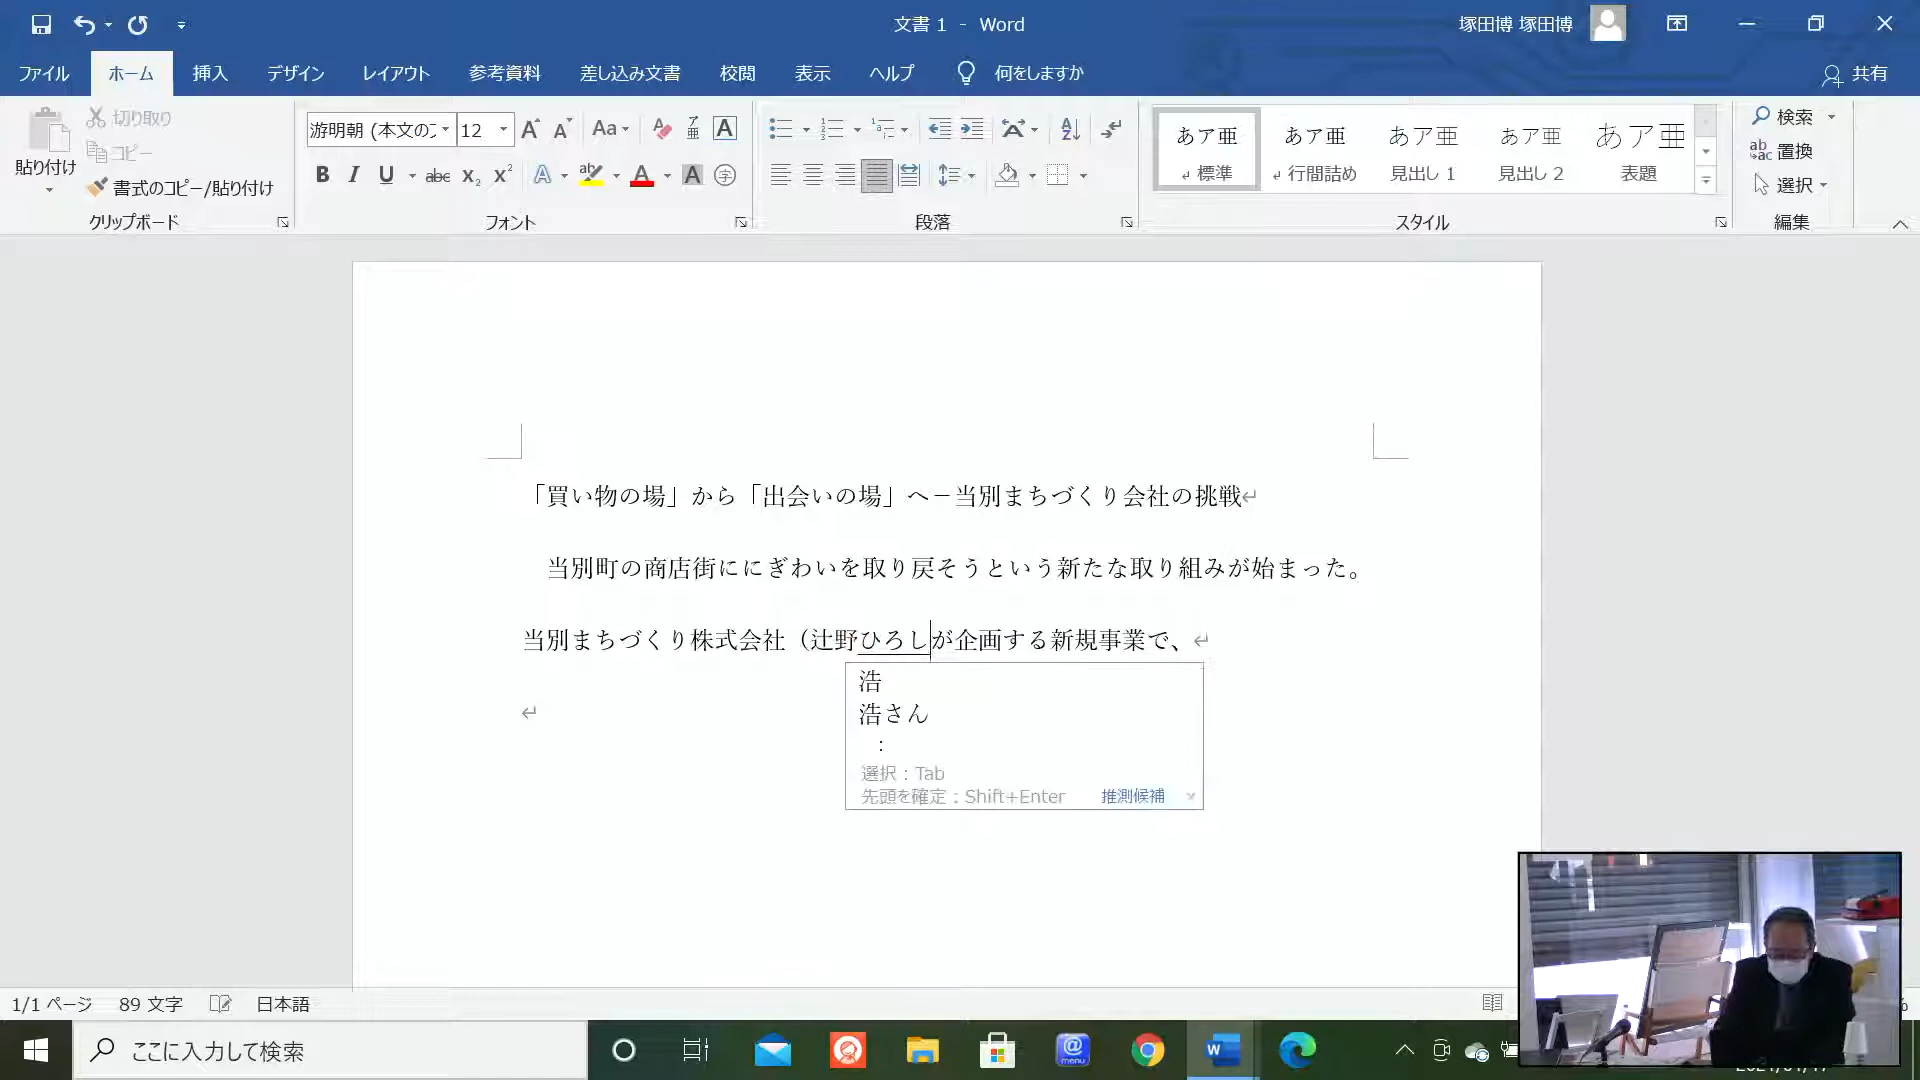 文書 1 - Word
塚田博 塚田博
ファイル ホーム 挿入 デザイン レイアウト 参考資料 差し込み文書 校閲 表示 ヘルプ 何をしますか 共有
貼り付け
切り取り
コピー
書式のコピー/貼り付け
クリップボード
游明朝 (本文の 12
フォント
段落
あア亜 標準
あア亜 行間詰め
あア亜 見出し 1
あア亜 見出し 2
あア亜 表題
スタイル
検索
置換
選択
編集
「買い物の場」から「出会いの場」へ－当別まちづくり会社の挑戦
当別町の商店街ににぎわいを取り戻そうという新たな取り組みが始まった。
当別まちづくり株式会社（辻野ひろしが企画する新規事業で、
浩
浩さん
：
選択：Tab
先頭を確定：Shift+Enter 推測候補
1/1 ページ 89 文字 日本語
ここに入力して検索